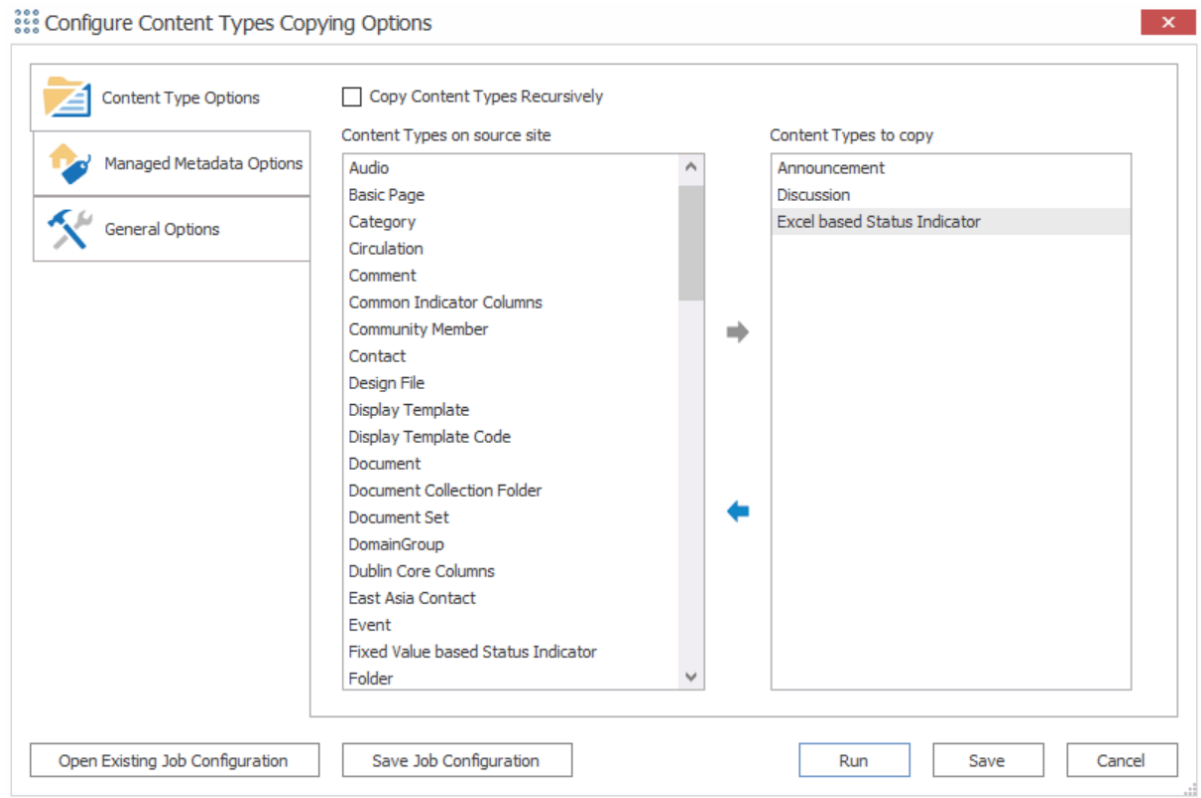 Configure Content Types Copying Options
Content Type Options
Managed Metadata Options
General Options
Copy Content Types Recursively
Content Types on source site
Audio
Basic Page
Category
Circulation
Comment
Common Indicator Columns
Community Member
Contact
Design File
Display Template
Display Template Code
Document
Document Collection Folder
Document Set
DomainGroup
Dublin Core Columns
East Asia Contact
Event
Fixed Value based Status Indicator
Folder
Content Types to copy
Announcement
Discussion
Excel based Status Indicator
Open Existing Job Configuration
Save Job Configuration
Run
Save
Cancel